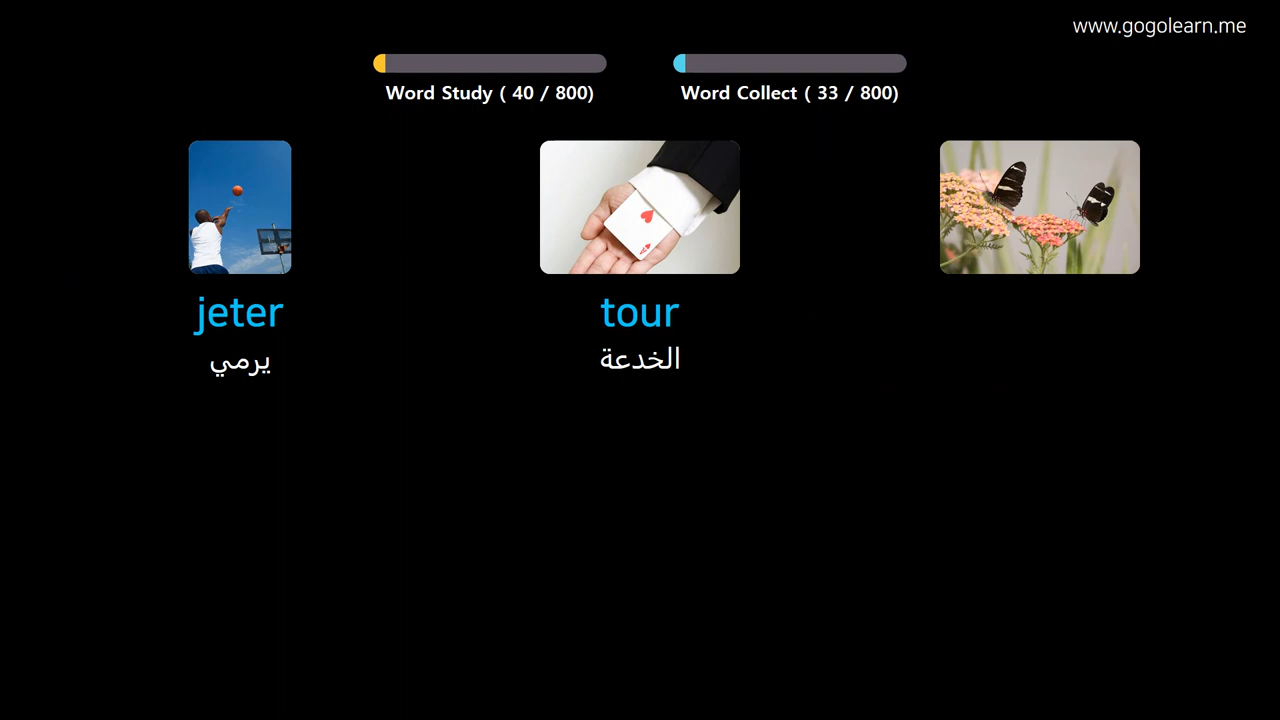 www.gogolearn.me
Word Study ( 40 / 800)
Word Collect ( 33 / 800)
jeter
يرمي
tour
الخدعة